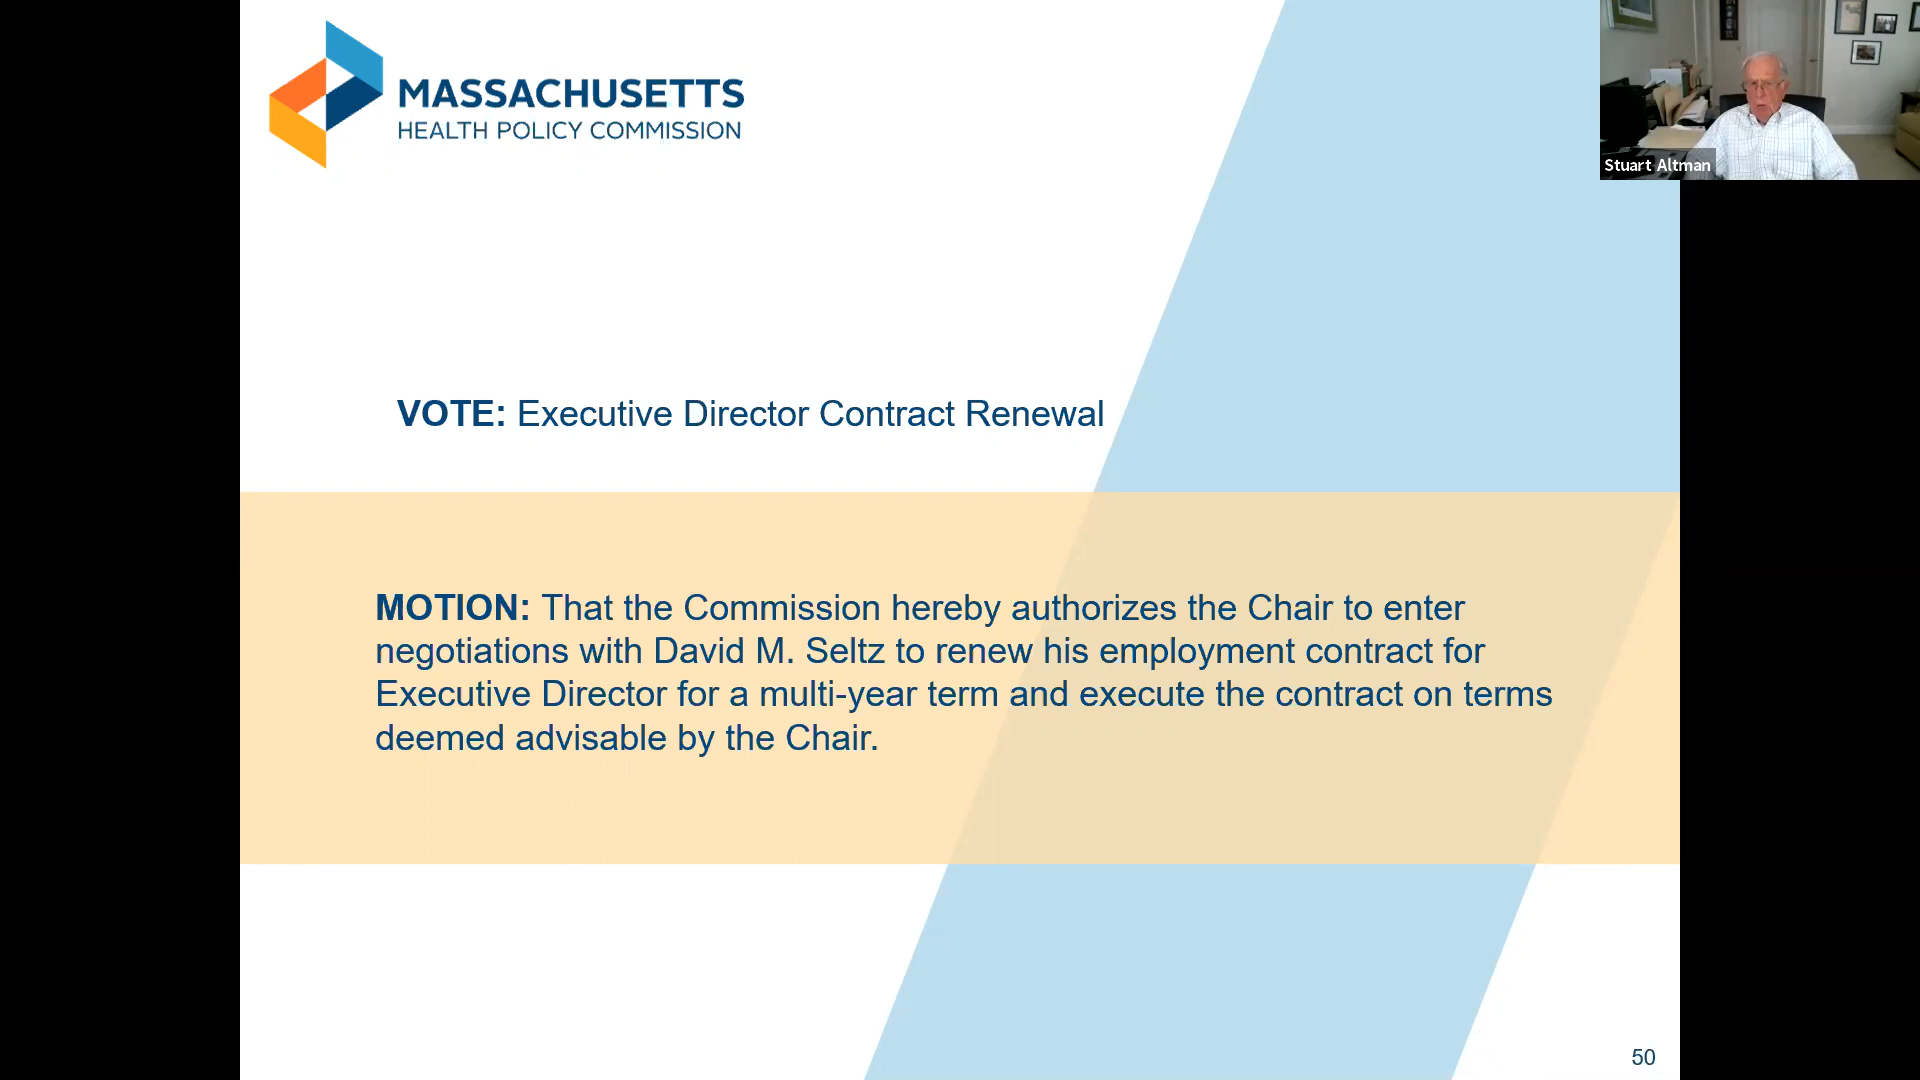 MASSACHUSETTS
HEALTH POLICY COMMISSION
Stuart Altman
VOTE: Executive Director Contract Renewal
MOTION: That the Commission hereby authorizes the Chair to enter
negotiations with David M. Seltz to renew his employment contract for
Executive Director for a multi-year term and execute the contract on terms
deemed advisable by the Chair.
50